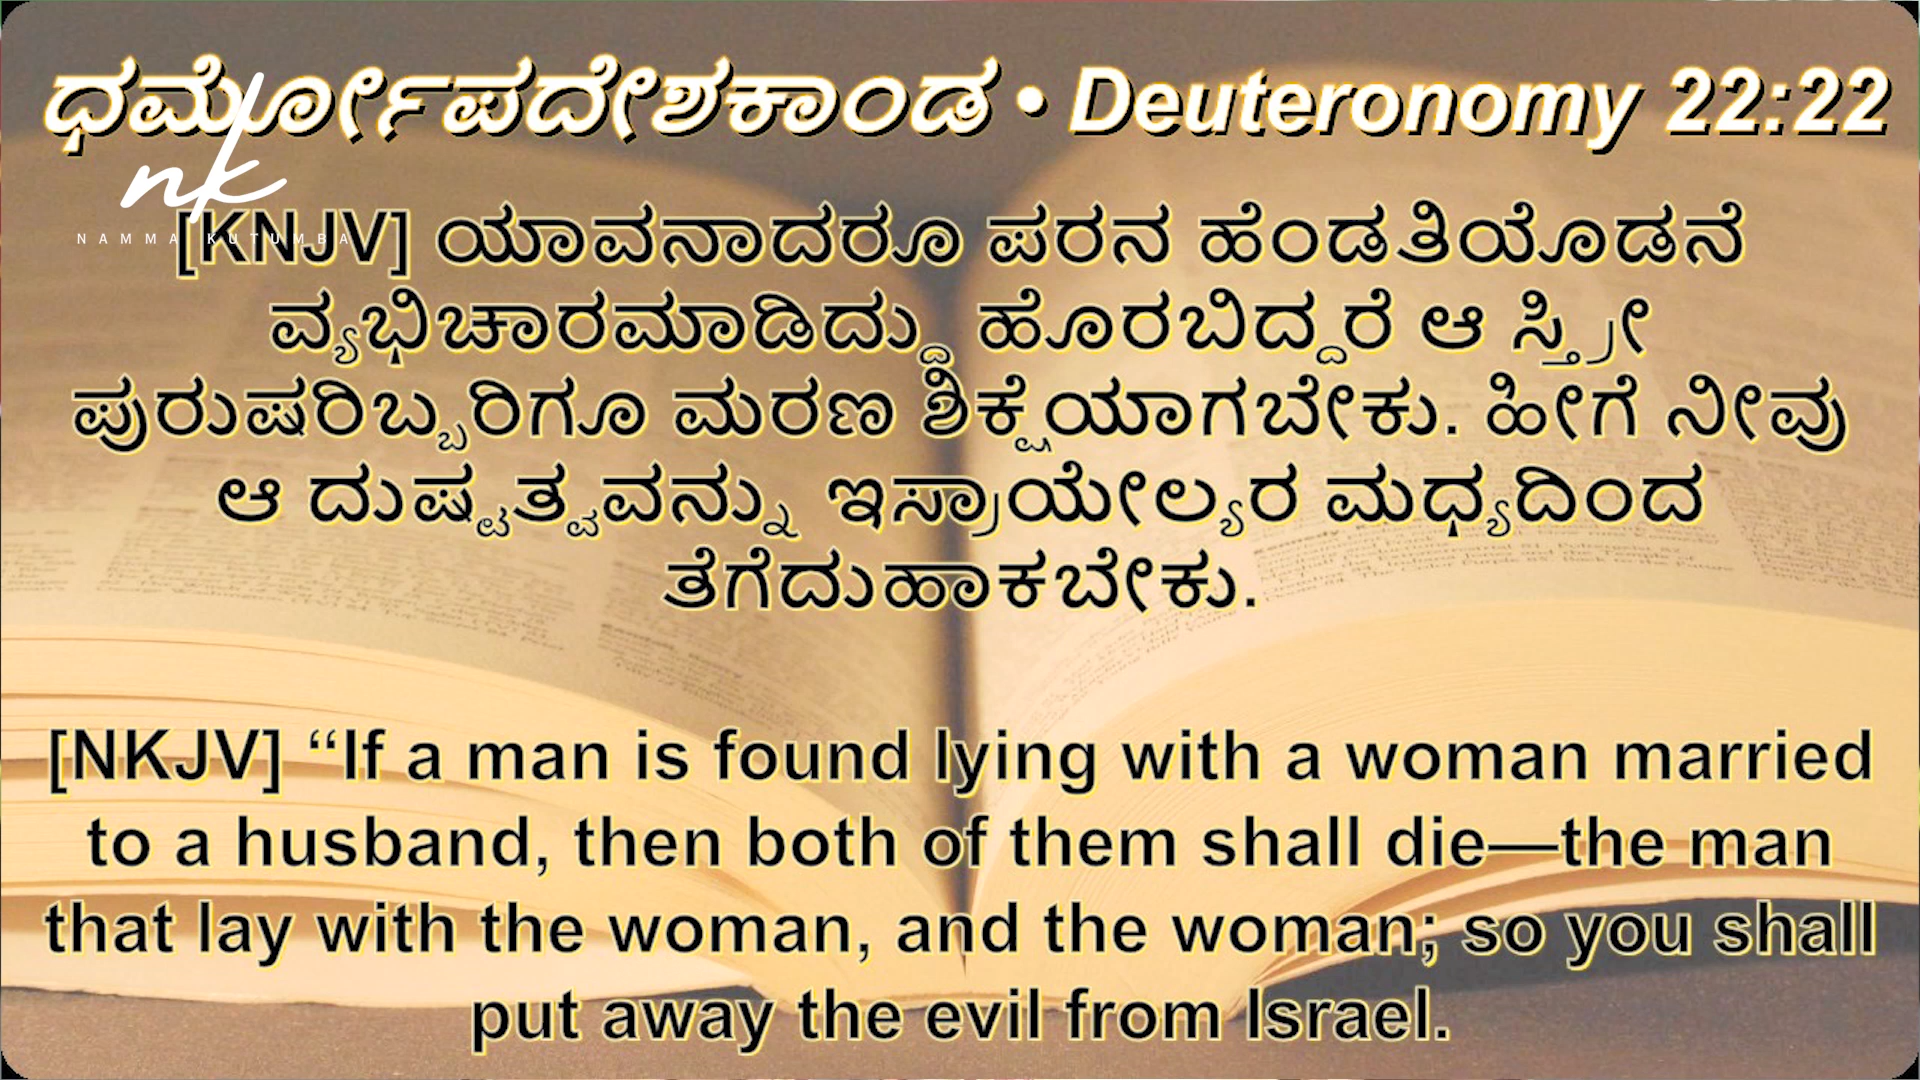 ಧರ್ಮೋಪದೇಶಕಾಂಡ • Deuteronomy 22:22
nk
NAMMA KUTUMBA
[KNJV] ಯಾವನಾದರೂ ಪರನ ಹೆಂಡತಿಯೊಡನೆ
ವ್ಯಭಿಚಾರಮಾಡಿದ್ದು ಹೊರಬಿದ್ದರೆ ಆ ಸ್ತ್ರೀ
ಪುರುಷರಿಬ್ಬರಿಗೂ ಮರಣ ಶಿಕ್ಷೆಯಾಗಬೇಕು. ಹೀಗೆ ನೀವು
ಆ ದುಷ್ಟತ್ವವನ್ನು ಇಸ್ರಾಯೇಲ್ಯರ ಮಧ್ಯದಿಂದ
ತೆಗೆದುಹಾಕಬೇಕು.
[NKJV] “If a man is found lying with a woman married
to a husband, then both of them shall die—the man
that lay with the woman, and the woman; so you shall
put away the evil from Israel.